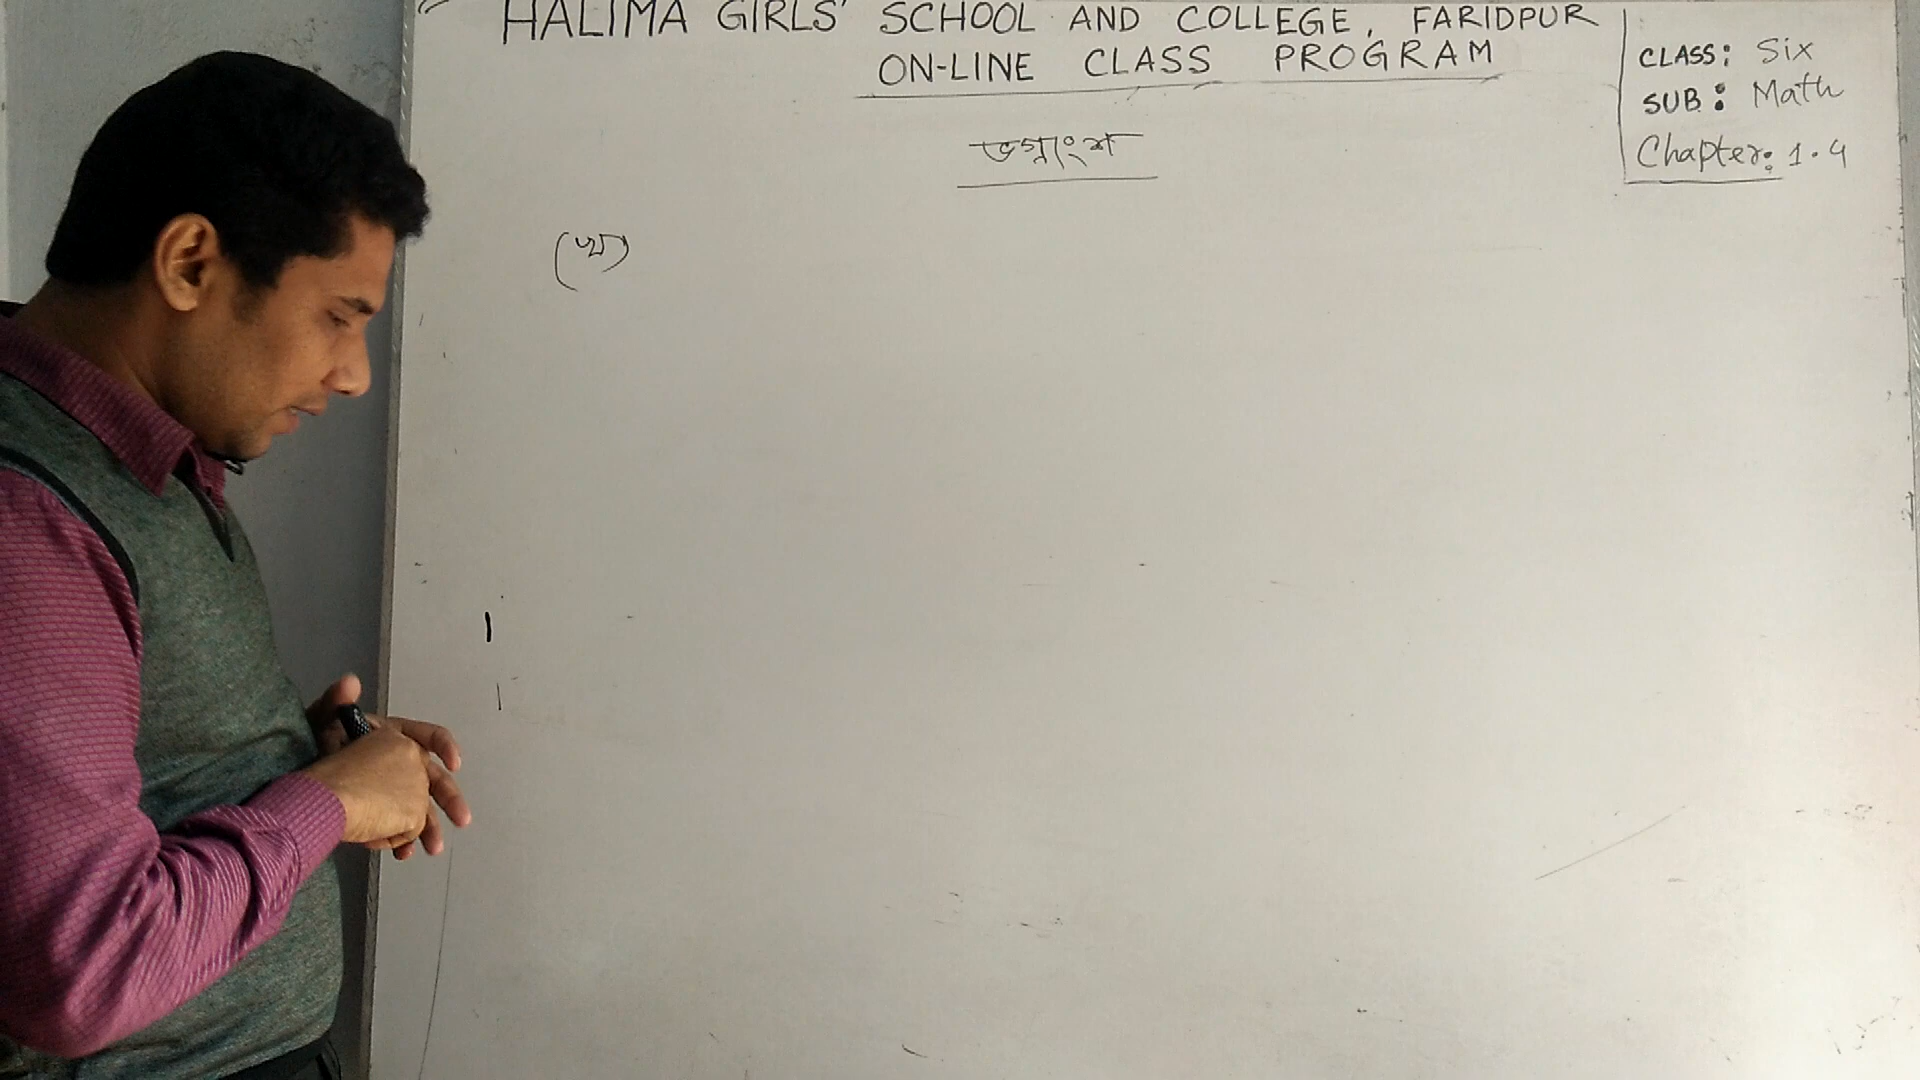 HALIMA GIRLS' SCHOOL AND COLLEGE, FARIDPUR
ON-LINE CLASS PROGRAM
CLASS: Six
SUB: Math
Chapter: 1.4
ভগ্নাংশ
(খ)